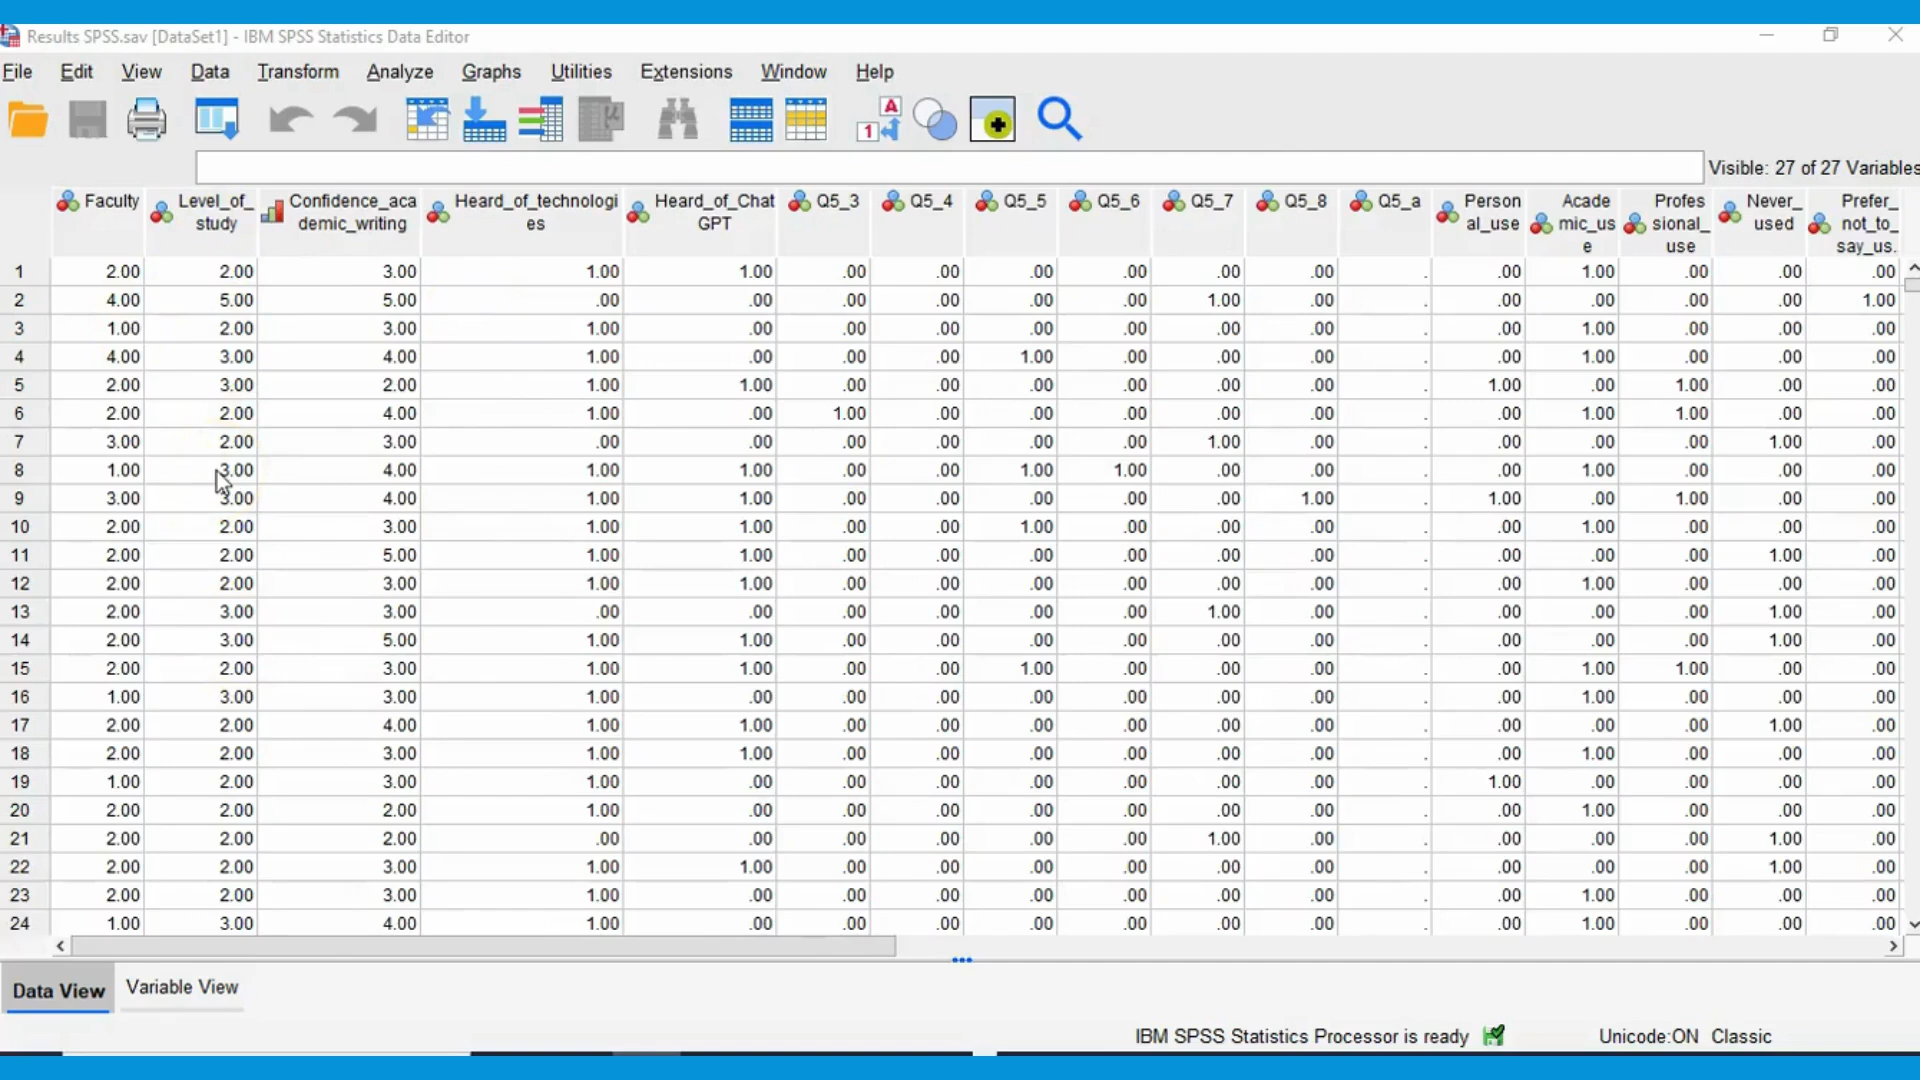 Results SPSS.sav [DataSet1] - IBM SPSS Statistics Data Editor
File Edit View Data Transform Analyze Graphs Utilities Extensions Window Help
Visible: 27 of 27 Variables
Faculty Level_of_study Confidence_academic_writing Heard_of_technologies Heard_of_ChatGPT Q5_3 Q5_4 Q5_5 Q5_6 Q5_7 Q5_8 Q5_a Personal_use Academic_use Professional_use Never_used Prefer_not_to_say_us.
1 2.00 2.00 3.00 1.00 1.00 .00 .00 .00 .00 .00 .00 . .00 1.00 .00 .00 .00
2 4.00 5.00 5.00 .00 .00 .00 .00 .00 .00 1.00 .00 . .00 .00 .00 .00 1.00
3 1.00 2.00 3.00 1.00 .00 .00 .00 .00 .00 .00 .00 . .00 1.00 .00 .00 .00
4 4.00 3.00 4.00 1.00 .00 .00 .00 1.00 .00 .00 .00 . .00 1.00 .00 .00 .00
5 2.00 3.00 2.00 1.00 1.00 .00 .00 .00 .00 .00 .00 . 1.00 .00 1.00 .00 .00
6 2.00 2.00 4.00 1.00 .00 1.00 .00 .00 .00 .00 .00 . .00 1.00 1.00 .00 .00
7 3.00 2.00 3.00 .00 .00 .00 .00 .00 .00 1.00 .00 . .00 .00 .00 1.00 .00
8 1.00 3.00 4.00 1.00 1.00 .00 .00 1.00 1.00 .00 .00 . .00 1.00 .00 .00 .00
9 3.00 3.00 4.00 1.00 1.00 .00 .00 .00 .00 .00 1.00 . 1.00 .00 1.00 .00 .00
10 2.00 2.00 3.00 1.00 1.00 .00 .00 1.00 .00 .00 .00 . .00 1.00 .00 .00 .00
11 2.00 2.00 5.00 1.00 1.00 .00 .00 .00 .00 .00 .00 . .00 .00 .00 1.00 .00
12 2.00 2.00 3.00 1.00 1.00 .00 .00 .00 .00 .00 .00 . .00 1.00 .00 .00 .00
13 2.00 3.00 3.00 .00 .00 .00 .00 .00 .00 1.00 .00 . .00 .00 .00 1.00 .00
14 2.00 3.00 5.00 1.00 1.00 .00 .00 .00 .00 .00 .00 . .00 .00 .00 1.00 .00
15 2.00 2.00 3.00 1.00 1.00 .00 .00 1.00 .00 .00 .00 . .00 1.00 1.00 .00 .00
16 1.00 3.00 3.00 1.00 .00 .00 .00 .00 .00 .00 .00 . .00 1.00 .00 .00 .00
17 2.00 2.00 4.00 1.00 1.00 .00 .00 .00 .00 .00 .00 . .00 .00 .00 1.00 .00
18 2.00 2.00 3.00 1.00 1.00 .00 .00 .00 .00 .00 .00 . .00 1.00 .00 .00 .00
19 1.00 2.00 3.00 1.00 .00 .00 .00 .00 .00 .00 .00 . 1.00 .00 .00 .00 .00
20 2.00 2.00 2.00 1.00 .00 .00 .00 .00 .00 .00 .00 . .00 1.00 .00 .00 .00
21 2.00 2.00 2.00 .00 .00 .00 .00 .00 .00 1.00 .00 . .00 .00 .00 1.00 .00
22 2.00 2.00 3.00 1.00 1.00 .00 .00 .00 .00 .00 .00 . .00 .00 .00 1.00 .00
23 2.00 2.00 3.00 1.00 .00 .00 .00 .00 .00 .00 .00 . .00 1.00 .00 .00 .00
24 1.00 3.00 4.00 1.00 .00 .00 .00 .00 .00 .00 .00 . .00 1.00 .00 .00 .00
Data View Variable View
IBM SPSS Statistics Processor is ready Unicode:ON Classic